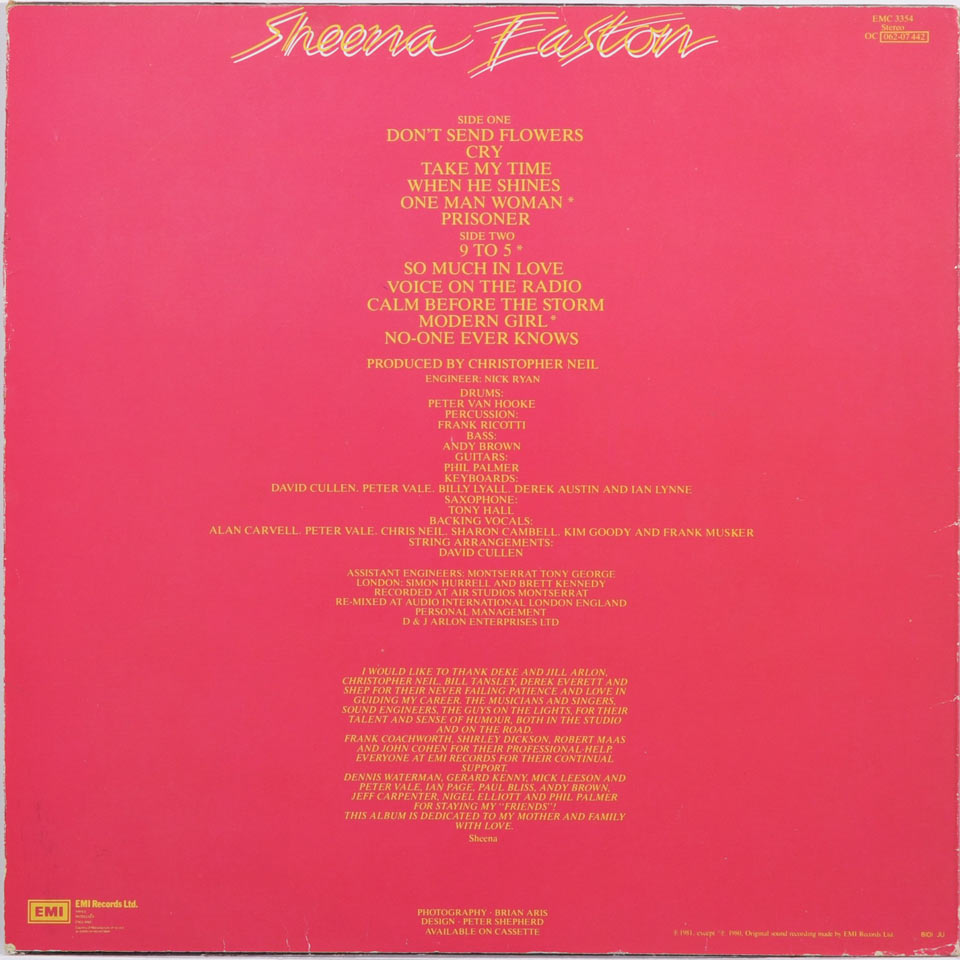 Sheena Easton
EMC 3354
Stereo
OC 062-07 442
SIDE ONE
DON'T SEND FLOWERS
CRY
TAKE MY TIME
WHEN HE SHINES
ONE MAN WOMAN *
PRISONER
SIDE TWO
9 TO 5 *
SO MUCH IN LOVE
VOICE ON THE RADIO
CALM BEFORE THE STORM
MODERN GIRL *
NO-ONE EVER KNOWS
PRODUCED BY CHRISTOPHER NEIL
ENGINEER: NICK RYAN
DRUMS:
PETER VAN HOOKE
PERCUSSION:
FRANK RICOTTI
BASS:
ANDY BROWN
GUITARS:
PHIL PALMER
KEYBOARDS:
DAVID CULLEN. PETER VALE. BILLY LYALL. DEREK AUSTIN AND IAN LYNNE
SAXOPHONE:
TONY HALL
BACKING VOCALS:
ALAN CARVELL. PETER VALE. CHRIS NEIL. SHARON CAMBELL. KIM GOODY AND FRANK MUSKER
STRING ARRANGEMENTS:
DAVID CULLEN
ASSISTANT ENGINEERS: MONTSERRAT TONY GEORGE
LONDON: SIMON HURRELL AND BRETT KENNEDY
RECORDED AT AIR STUDIOS MONTSERRAT
RE-MIXED AT AUDIO INTERNATIONAL LONDON ENGLAND
PERSONAL MANAGEMENT
D & J ARLON ENTERPRISES LTD
I WOULD LIKE TO THANK DEKE AND JILL ARLON,
CHRISTOPHER NEIL, BILL TANSLEY, DEREK EVERETT AND
SHEP FOR THEIR NEVER FAILING PATIENCE AND LOVE IN
GUIDING MY CAREER. THE MUSICIANS AND SINGERS,
SOUND ENGINEERS, THE GUYS ON THE LIGHTS, FOR THEIR
TALENT AND SENSE OF HUMOUR, BOTH IN THE STUDIO
AND ON THE ROAD.
FRANK COACHWORTH, SHIRLEY DICKSON, ROBERT MAAS
AND JOHN COHEN FOR THEIR PROFESSIONAL-HELP.
EVERYONE AT EMI RECORDS FOR THEIR CONTINUAL
SUPPORT.
DENNIS WATERMAN, GERARD KENNY, MICK LEESON AND
PETER VALE, IAN PAGE, PAUL BLISS, ANDY BROWN,
JEFF CARPENTER, NIGEL ELLIOTT AND PHIL PALMER
FOR STAYING MY "FRIENDS"!
THIS ALBUM IS DEDICATED TO MY MOTHER AND FAMILY
WITH LOVE.
Sheena
EMI
EMI Records Ltd.
PHOTOGRAPHY - BRIAN ARIS
DESIGN - PETER SHEPHERD
AVAILABLE ON CASSETTE
℗ 1981, except * ℗ 1980, Original sound recording made by EMI Records Ltd.
BIDI JU